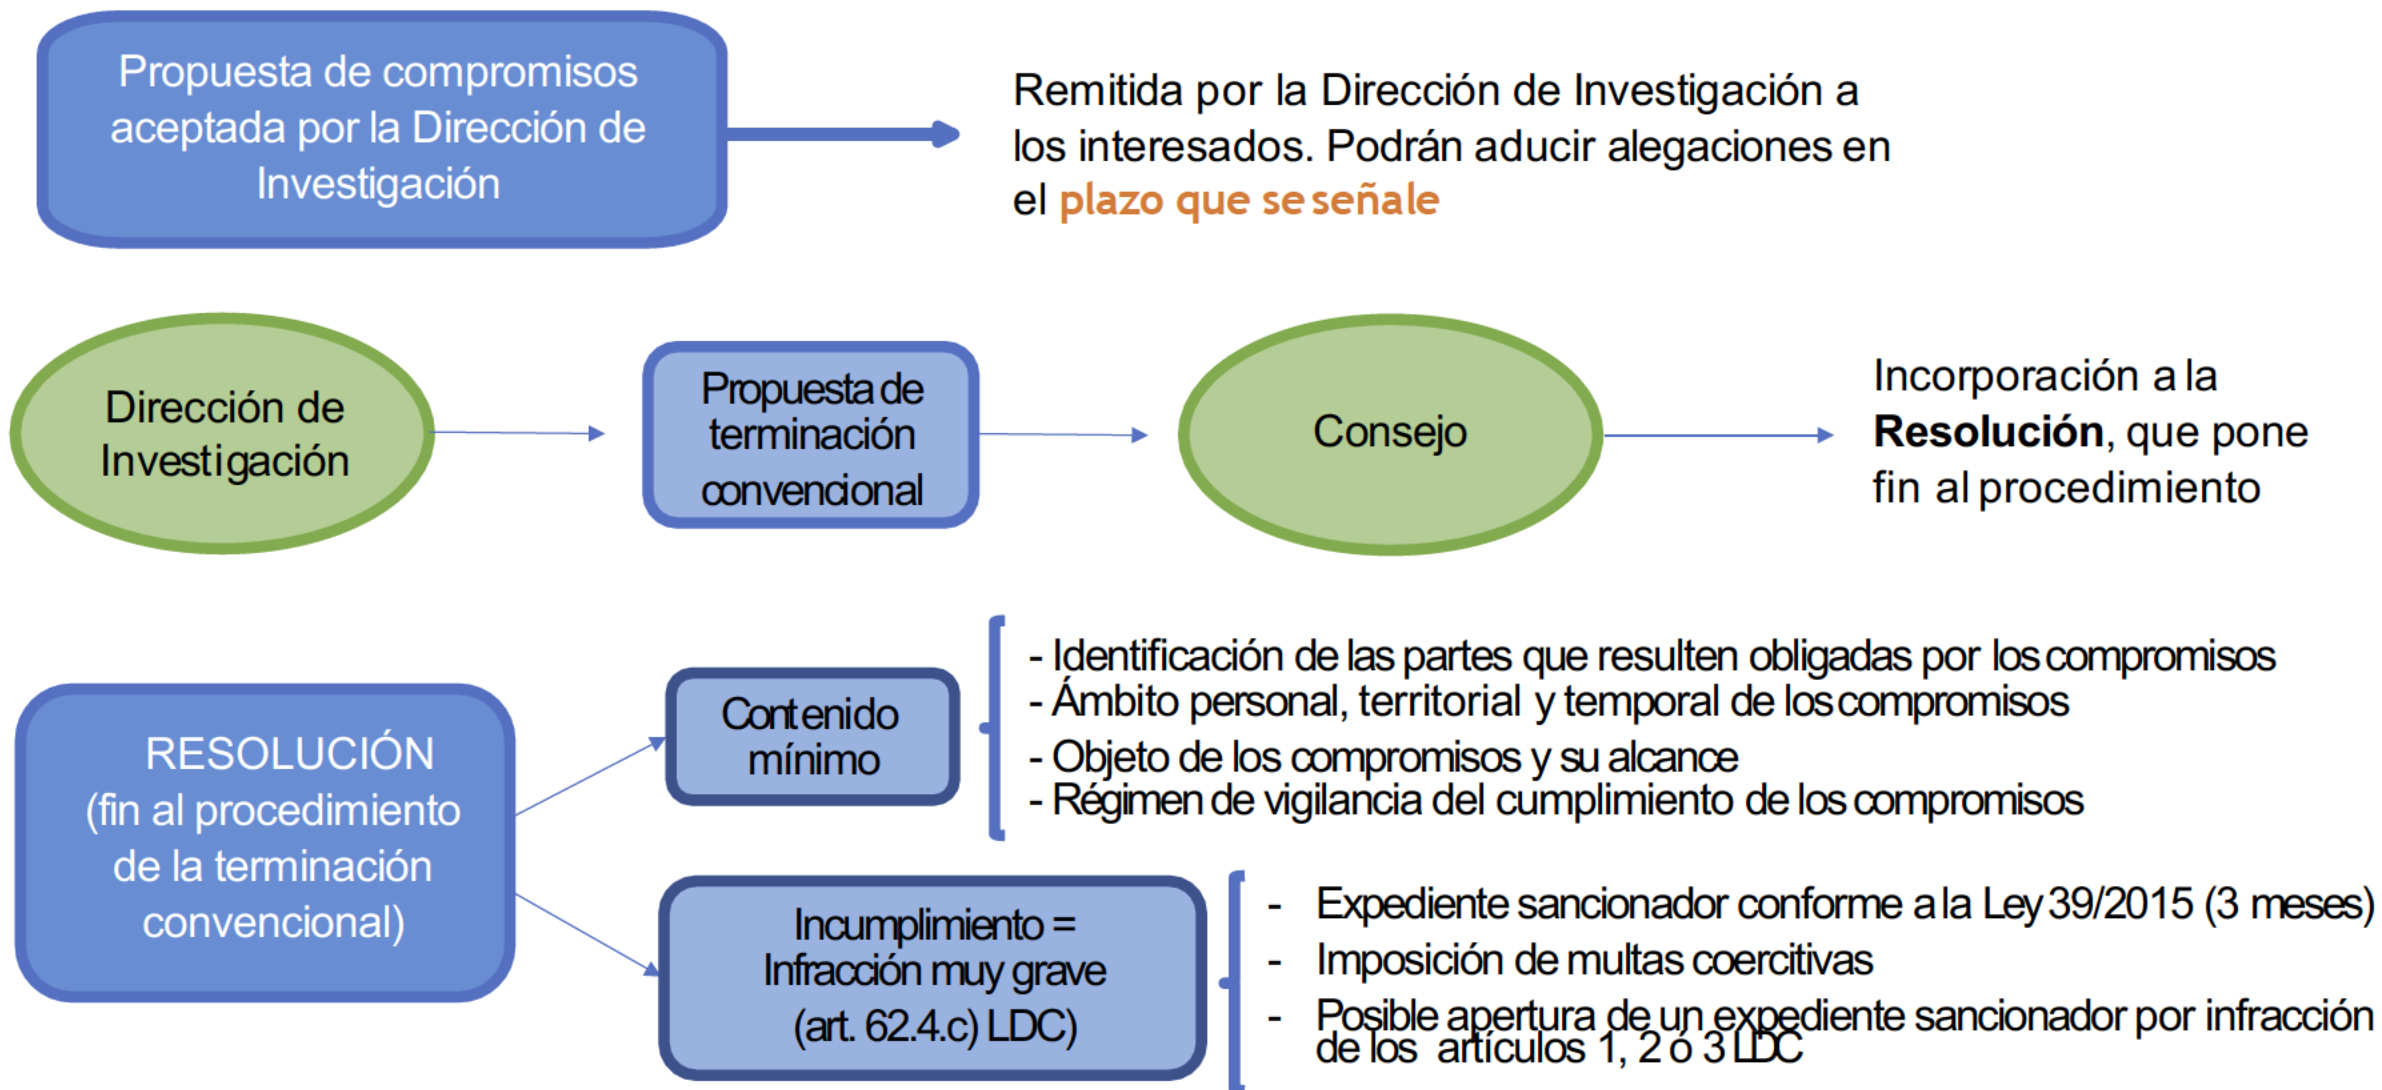 Propuesta de compromisos
aceptada por la Dirección de
Investigación
Remitida por la Dirección de Investigación a
los interesados. Podrán aducir alegaciones en
el plazo que se señale
Dirección de
Investigación
Propuesta de
terminación
convencional
Consejo
Incorporación a la
Resolución, que pone
fin al procedimiento
RESOLUCIÓN
(fin al procedimiento
de la terminación
convencional)
Contenido
mínimo
- Identificación de las partes que resulten obligadas por los compromisos
- Ámbito personal, territorial y temporal de los compromisos
- Objeto de los compromisos y su alcance
- Régimen de vigilancia del cumplimiento de los compromisos
Incumplimiento =
Infracción muy grave
(art. 62.4.c) LDC)
- Expediente sancionador conforme a la Ley 39/2015 (3 meses)
- Imposición de multas coercitivas
- Posible apertura de un expediente sancionador por infracción
de los artículos 1, 2 ó 3 LDC